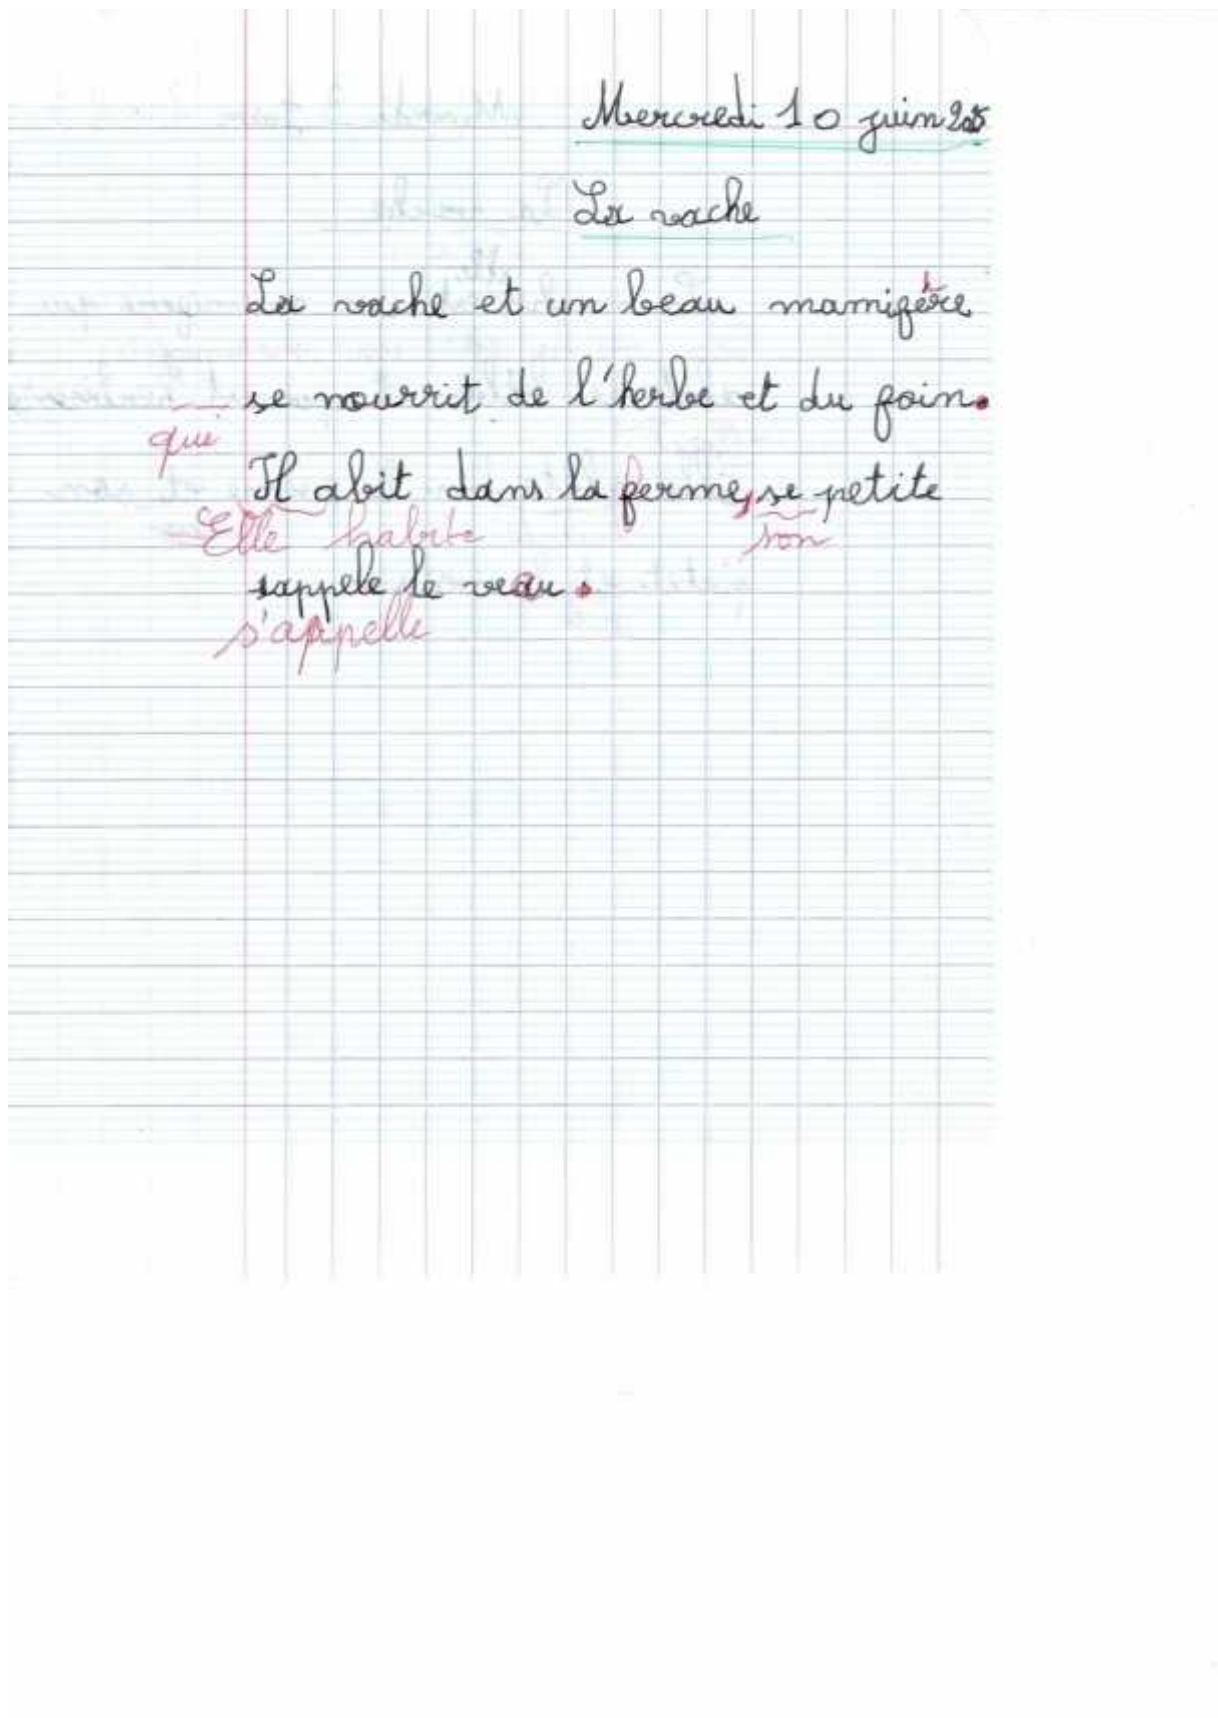 Mercredi 10 juin
La vache
La vache et un beau mamifère
se nourrit de l'herbe et du foin.
qui
Il abit dans la ferme, se petite
Elle habite son
sappele le veau.
s'appelle